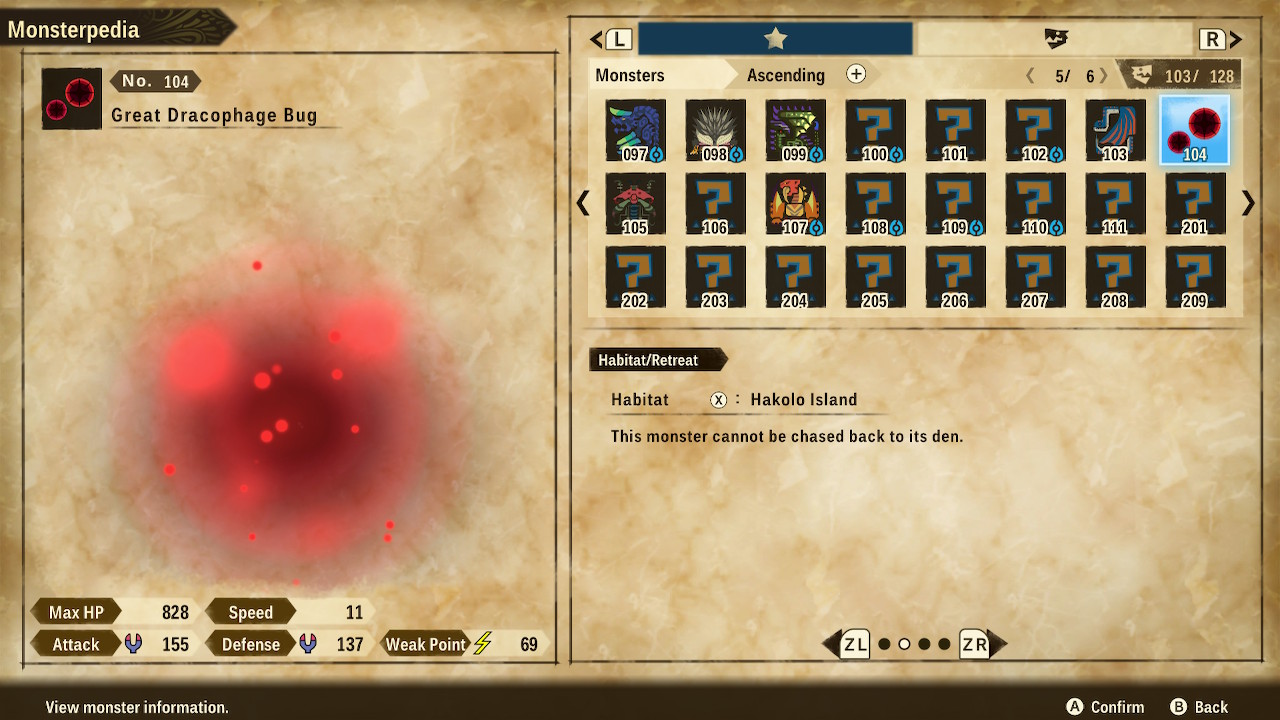 Monsterpedia
No. 104
Great Dracophage Bug
Max HP 828 Speed 11
Attack 155 Defense 137 Weak Point 69
L R
Monsters Ascending 5/ 6 103/ 128
097 098 099 100 101 102 103 104
105 106 107 108 109 110 111 201
202 203 204 205 206 207 208 209
Habitat/Retreat
Habitat X : Hakolo Island
This monster cannot be chased back to its den.
ZL ZR
View monster information.
A Confirm B Back